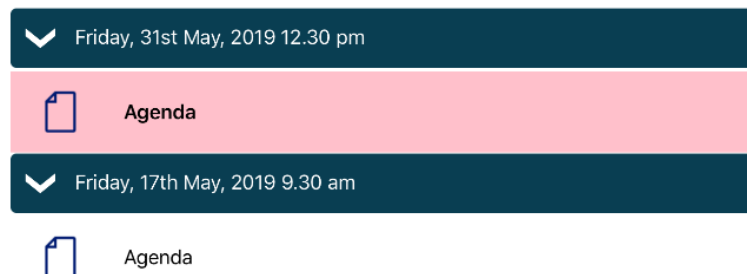 Friday, 31st May, 2019 12.30 pm
Agenda
Friday, 17th May, 2019 9.30 am
Agenda